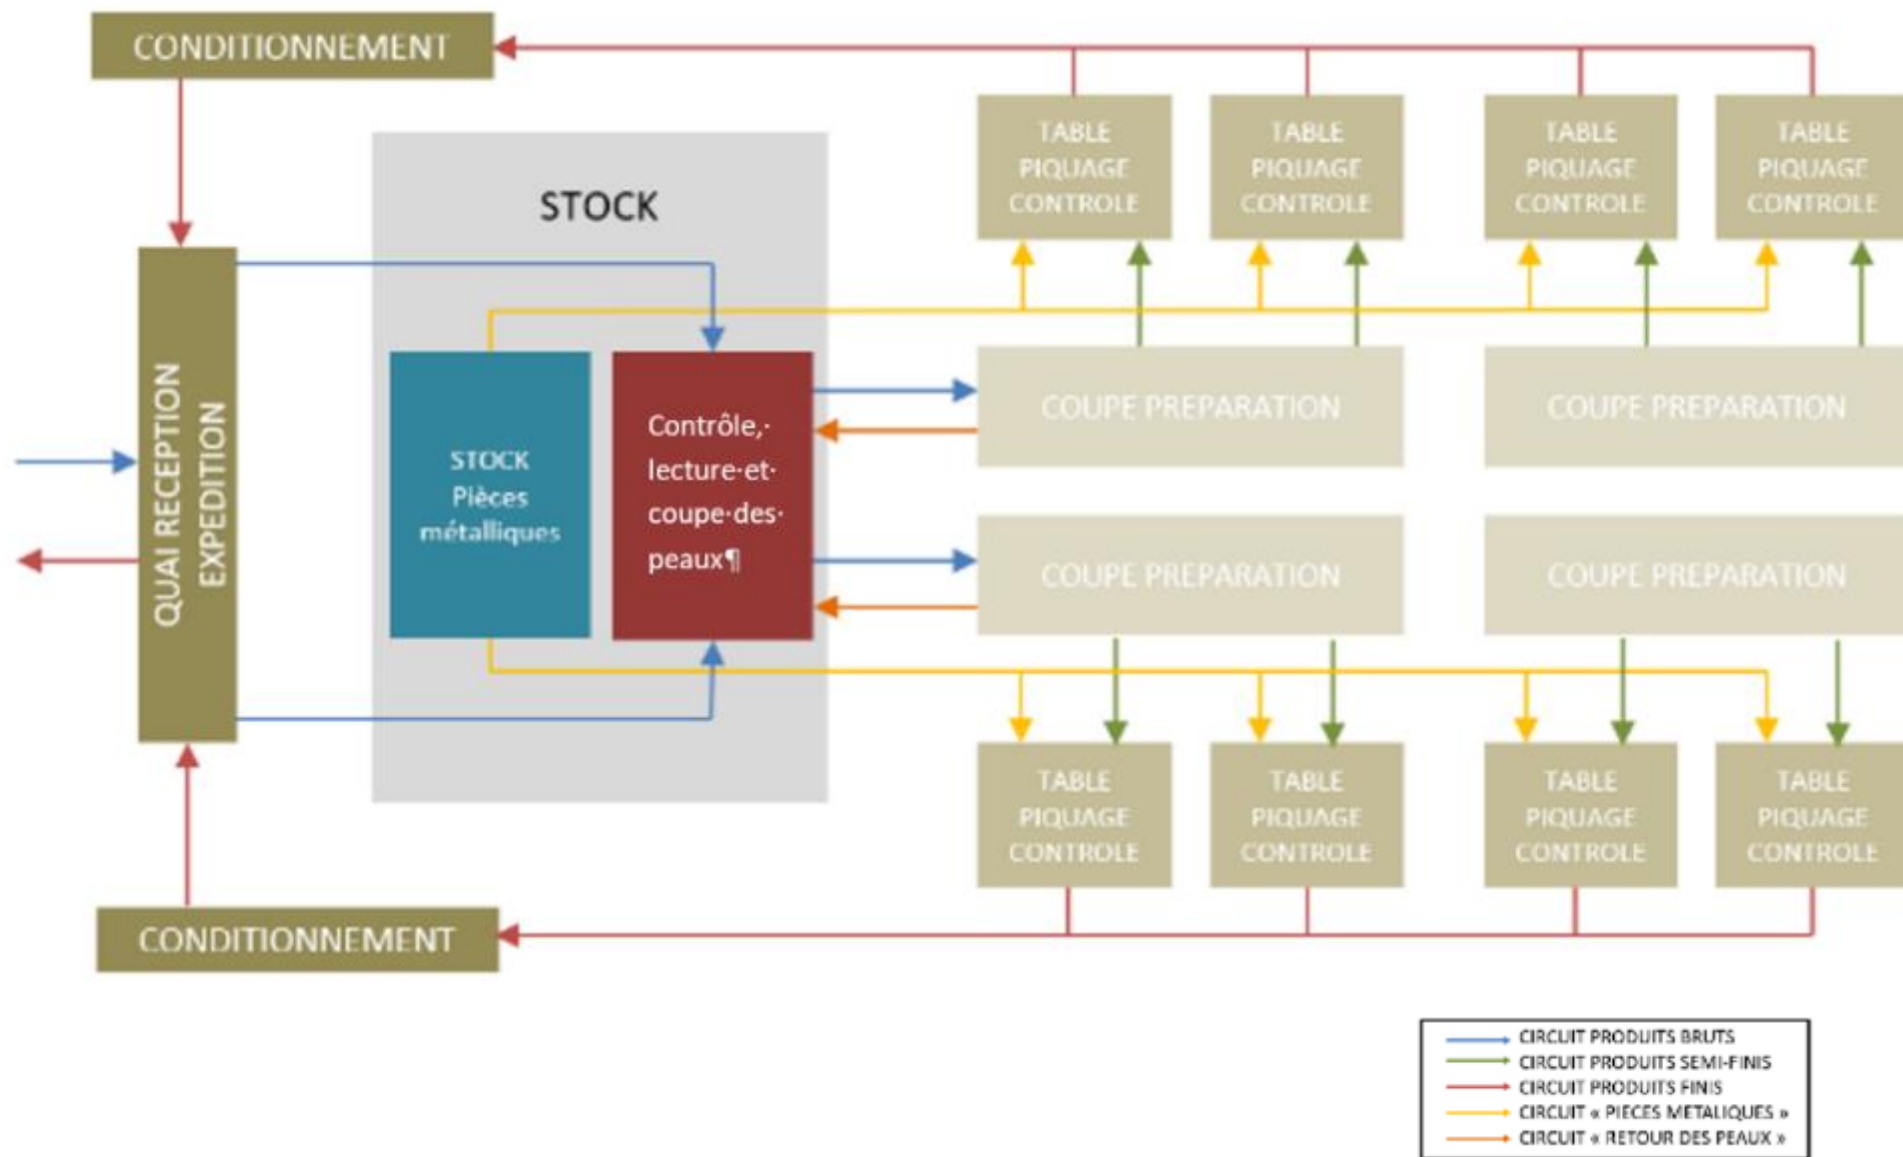 CONDITIONNEMENT
TABLE
PIQUAGE
CONTROLE
TABLE
PIQUAGE
CONTROLE
TABLE
PIQUAGE
CONTROLE
TABLE
PIQUAGE
CONTROLE
STOCK
QUAI RECEPTION
EXPEDITION
STOCK
Pièces
métalliques
Contrôle,·
lecture·et·
coupe·des·
peaux¶
COUPE PREPARATION
COUPE PREPARATION
COUPE PREPARATION
COUPE PREPARATION
TABLE
PIQUAGE
CONTROLE
TABLE
PIQUAGE
CONTROLE
TABLE
PIQUAGE
CONTROLE
TABLE
PIQUAGE
CONTROLE
CONDITIONNEMENT
CIRCUIT PRODUITS BRUTS
CIRCUIT PRODUITS SEMI-FINIS
CIRCUIT PRODUITS FINIS
CIRCUIT « PIECES METALIQUES »
CIRCUIT « RETOUR DES PEAUX »